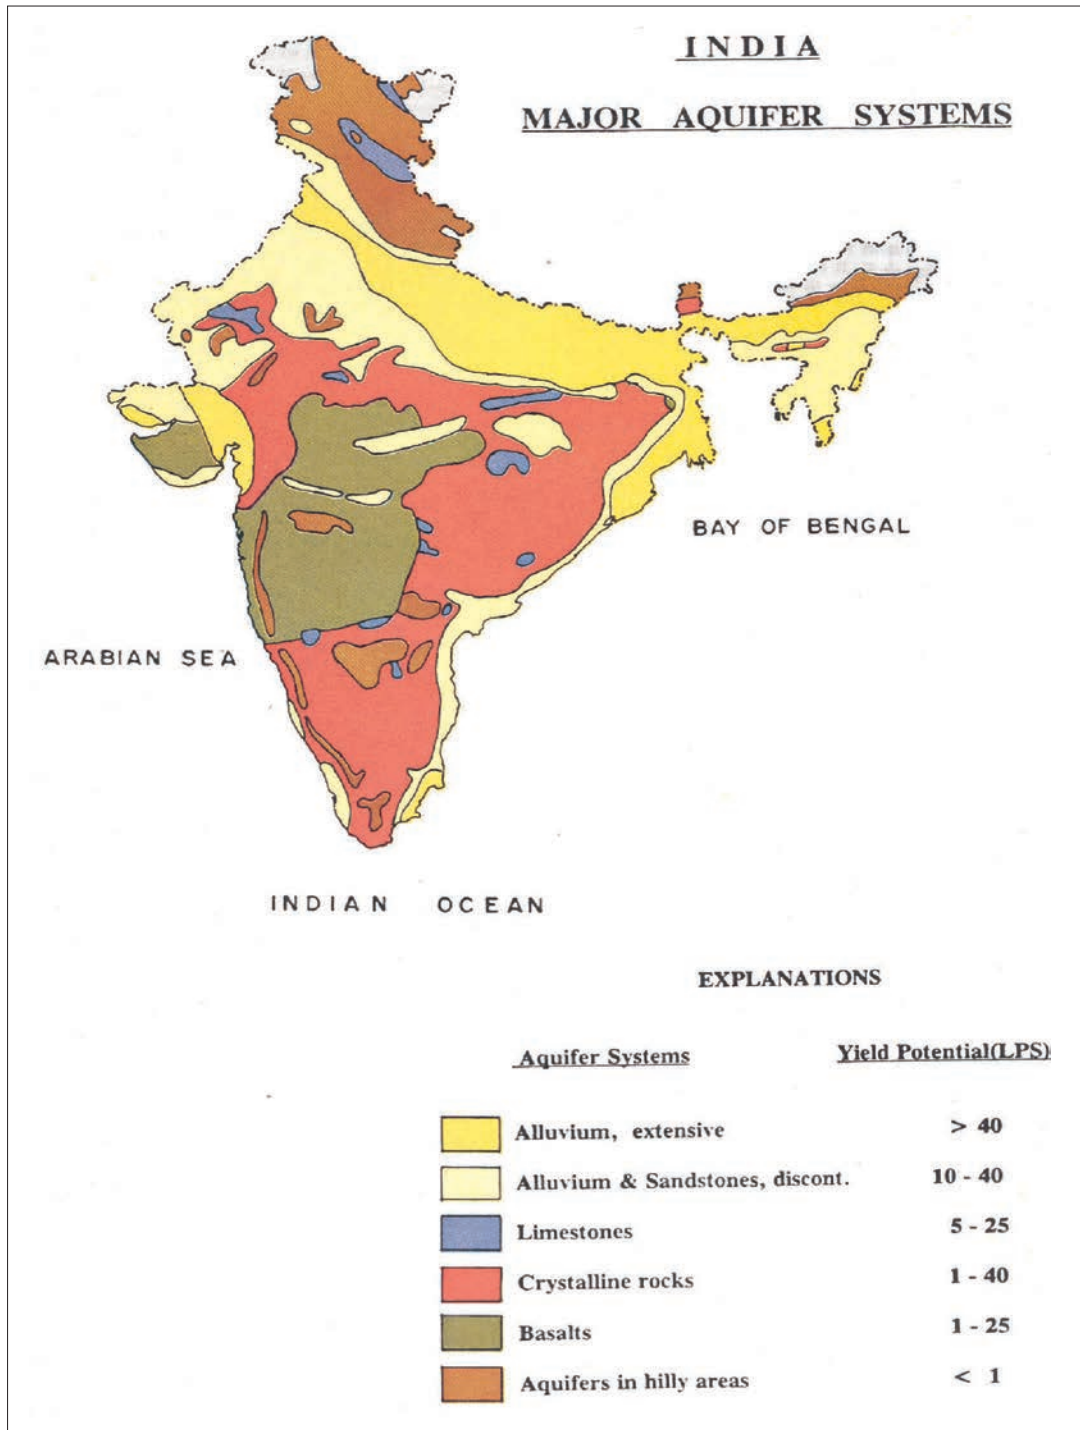 INDIA
MAJOR AQUIFER SYSTEMS
BAY OF BENGAL
ARABIAN SEA
INDIAN OCEAN
EXPLANATIONS
Aquifer Systems Yield Potential(LPS)
Alluvium, extensive > 40
Alluvium & Sandstones, discont. 10 - 40
Limestones 5 - 25
Crystalline rocks 1 - 40
Basalts 1 - 25
Aquifers in hilly areas < 1